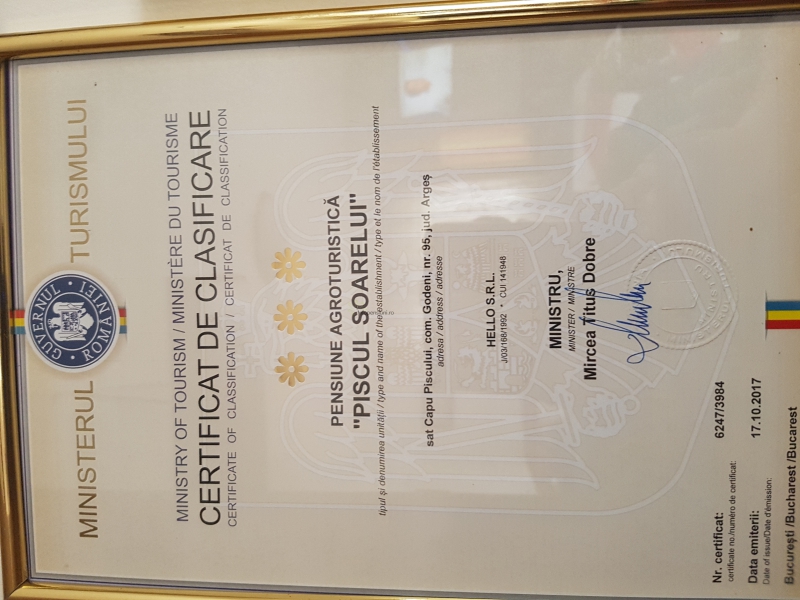 MINISTERUL TURISMULUI
GUVERNUL ROMÂNIEI
MINISTRY OF TOURISM / MINISTÈRE DU TOURISME
CERTIFICAT DE CLASIFICARE
CERTIFICATE OF CLASSIFICATION / CERTIFICAT DE CLASSIFICATION
PENSIUNE AGROTURISTICĂ
"PISCUL SOARELUI"
tipul și denumirea unității / type and name of the establishment / type et le nom de l'établissement
sat Capu Piscului, com. Godeni, nr. 95, jud. Argeș
adresa / address / adresse
HELLO S.R.L.
J/03/168/1992 * CUI 141948
MINISTRU,
MINISTER / MINISTRE
Mircea Titus Dobre
Nr. certificat: 6247/3984
certificate no./numéro de certificat:
Data emiterii: 17.10.2017
Date of issue/Date d'émission:
București /Bucharest /Bucarest